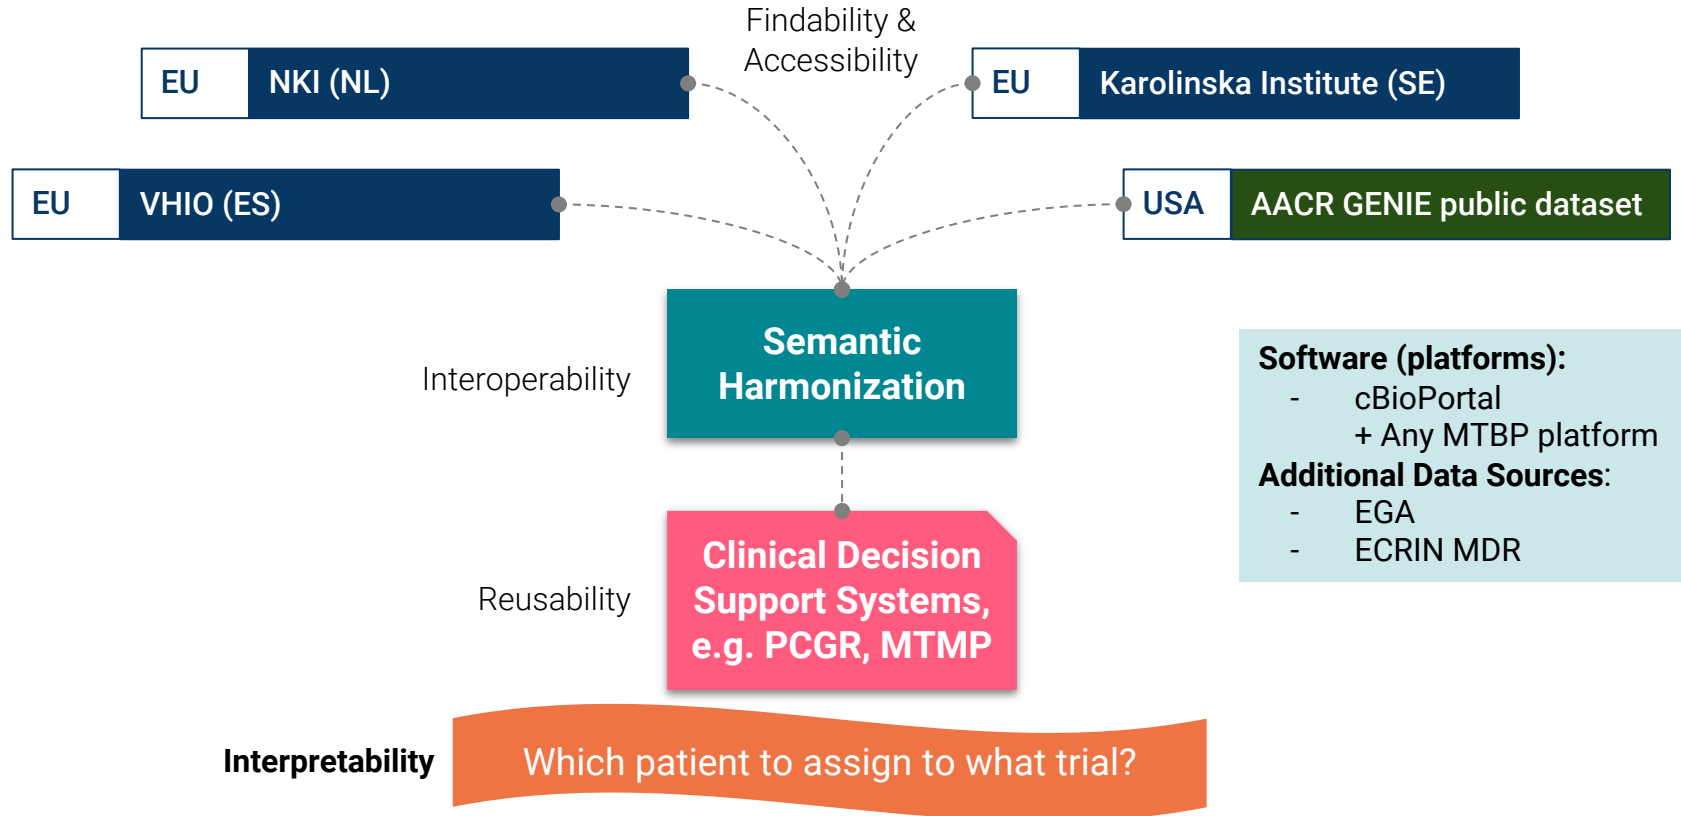 Findability &
Accessibility
EU NKI (NL)
EU Karolinska Institute (SE)
EU VHIO (ES)
USA AACR GENIE public dataset
Semantic
Harmonization
Interoperability
Software (platforms):
- cBioPortal
+ Any MTBP platform
Additional Data Sources:
- EGA
- ECRIN MDR
Clinical Decision
Support Systems,
e.g. PCGR, MTMP
Reusability
Interpretability
Which patient to assign to what trial?